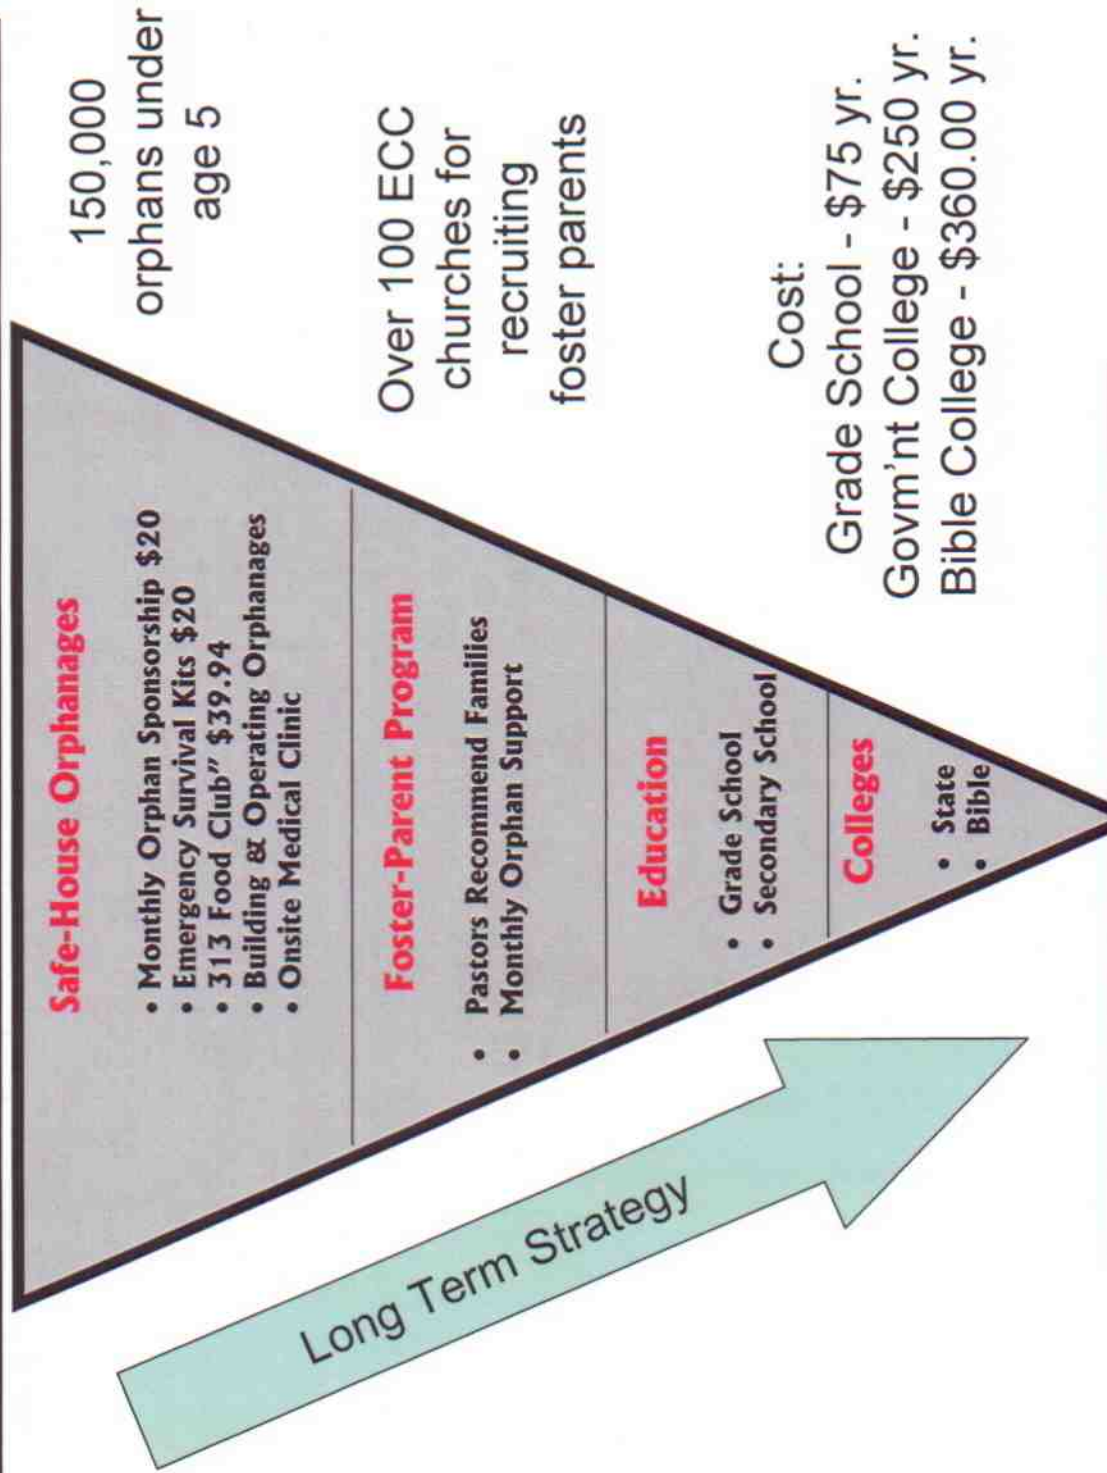 Safe-House Orphanages
• Monthly Orphan Sponsorship $20
• Emergency Survival Kits $20
• 313 Food Club" $39.94
• Building & Operating Orphanages
• Onsite Medical Clinic
150,000
orphans under
age 5
Foster-Parent Program
• Pastors Recommend Families
• Monthly Orphan Support
Over 100 ECC
churches for
recruiting
foster parents
Education
• Grade School
• Secondary School
Colleges
• State
• Bible
Cost:
Grade School - $75 yr.
Govm'nt College - $250 yr.
Bible College - $360.00 yr.
Long Term Strategy